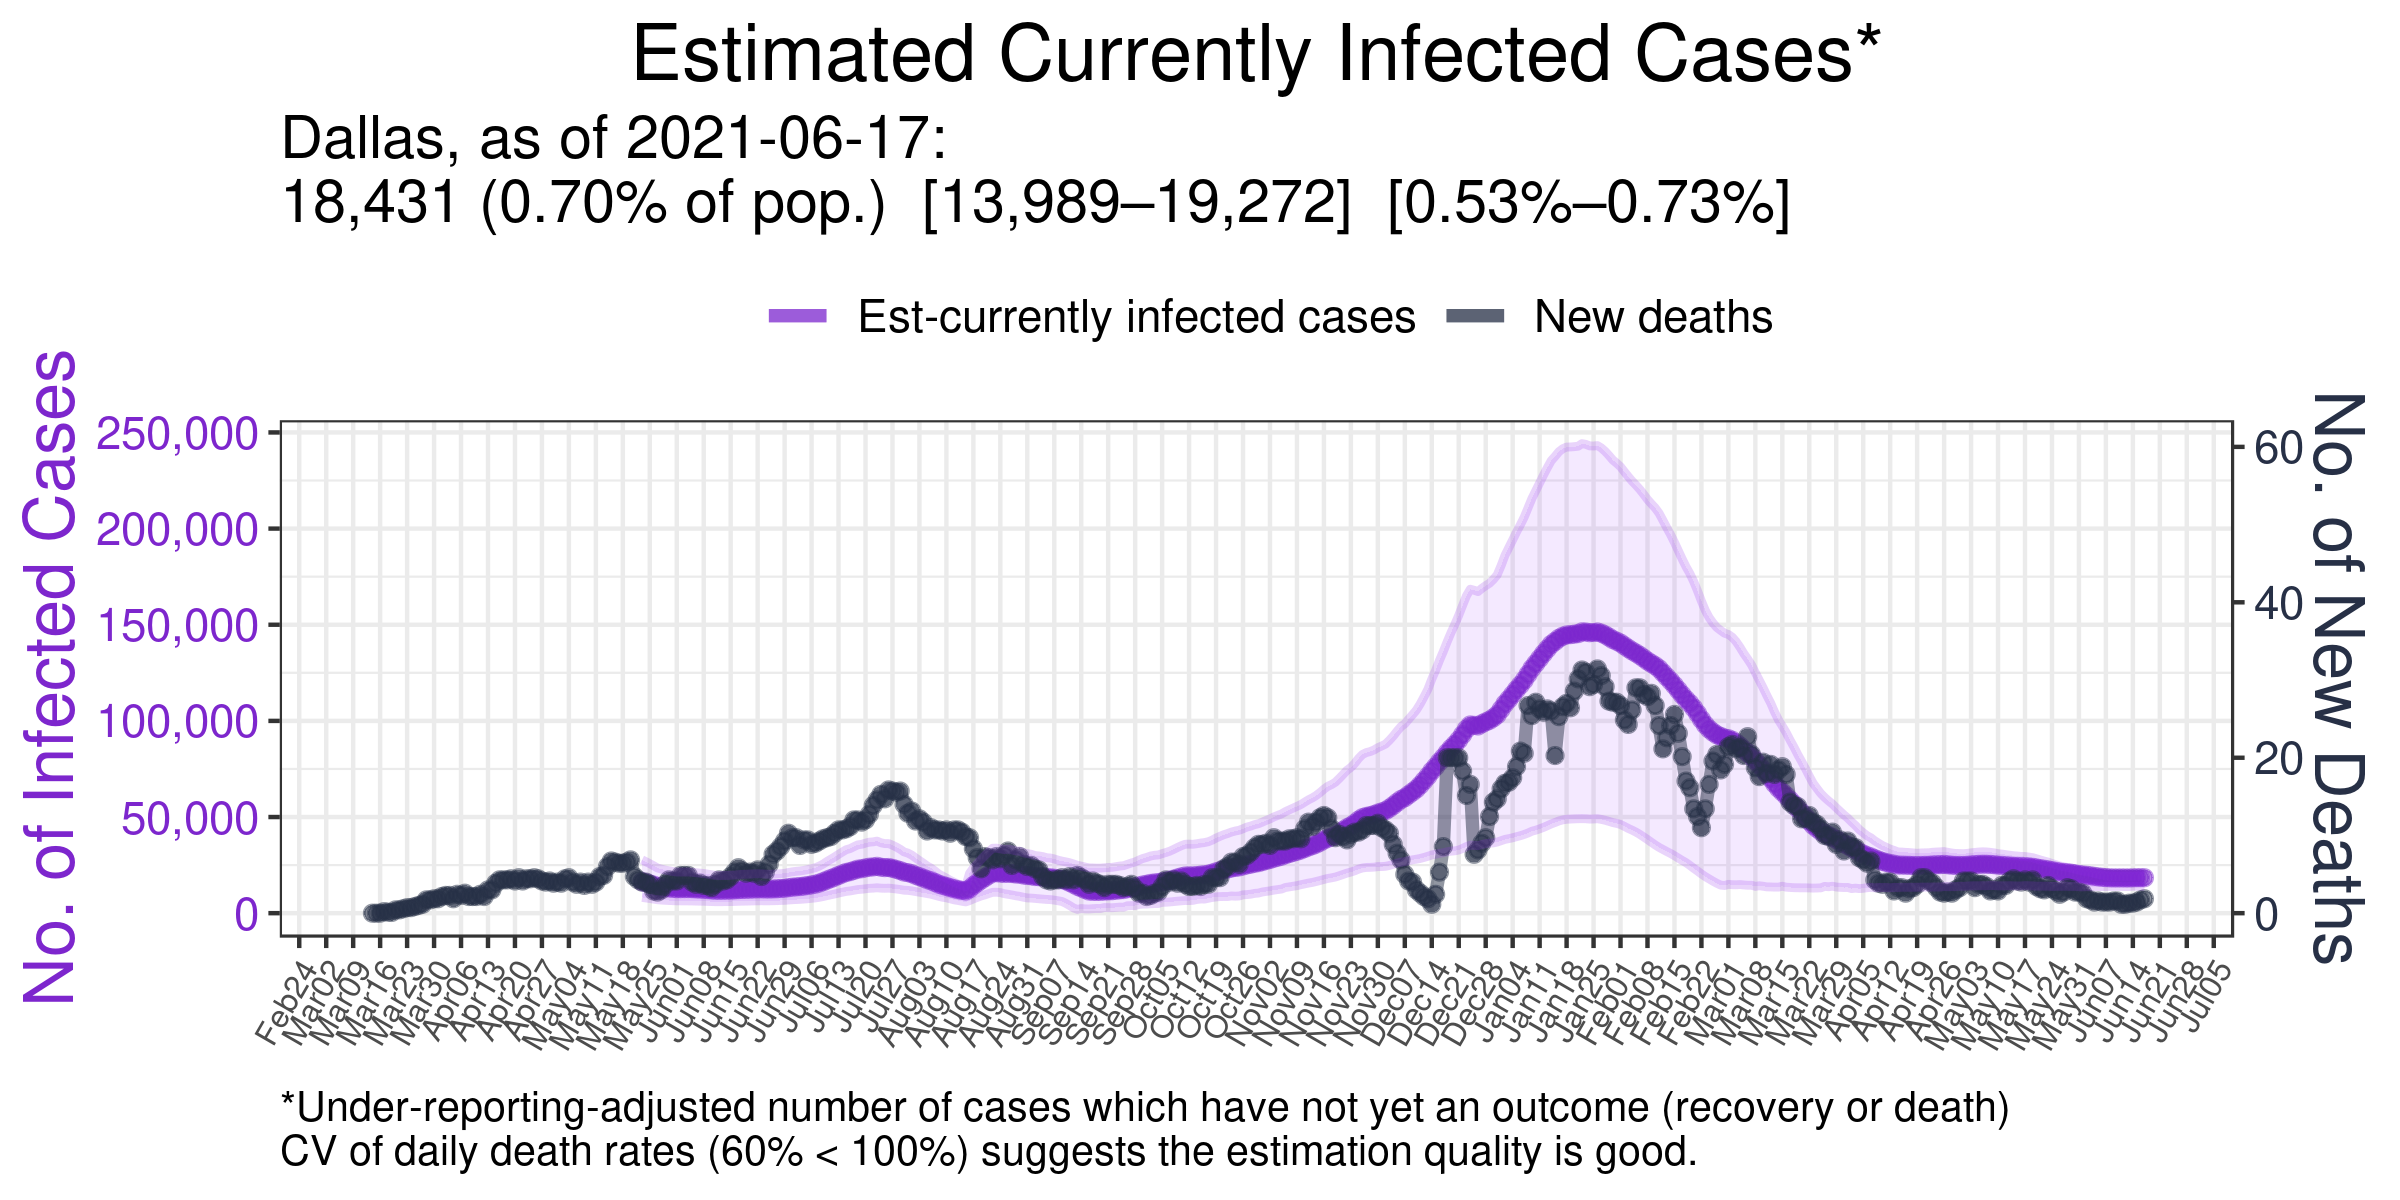 Estimated Currently Infected Cases*
Dallas, as of 2021-06-17:
18,431 (0.70% of pop.) [13,989–19,272] [0.53%–0.73%]
Est-currently infected cases
New deaths
No. of Infected Cases
250,000
200,000
150,000
100,000
50,000
0
No. of New Deaths
60
40
20
0
Feb24
Mar02
Mar09
Mar16
Mar23
Mar30
Apr06
Apr13
Apr20
Apr27
May04
May11
May18
May25
Jun01
Jun08
Jun15
Jun22
Jun29
Jul06
Jul13
Jul20
Jul27
Aug03
Aug10
Aug17
Aug24
Aug31
Sep07
Sep14
Sep21
Sep28
Oct05
Oct12
Oct19
Oct26
Nov02
Nov09
Nov16
Nov23
Nov30
Dec07
Dec14
Dec21
Dec28
Jan04
Jan11
Jan18
Jan25
Feb01
Feb08
Feb15
Feb22
Mar01
Mar08
Mar15
Mar22
Mar29
Apr05
Apr12
Apr19
Apr26
May03
May10
May17
May24
May31
Jun07
Jun14
Jun21
Jun28
Jul05
*Under-reporting-adjusted number of cases which have not yet an outcome (recovery or death)
CV of daily death rates (60% < 100%) suggests the estimation quality is good.